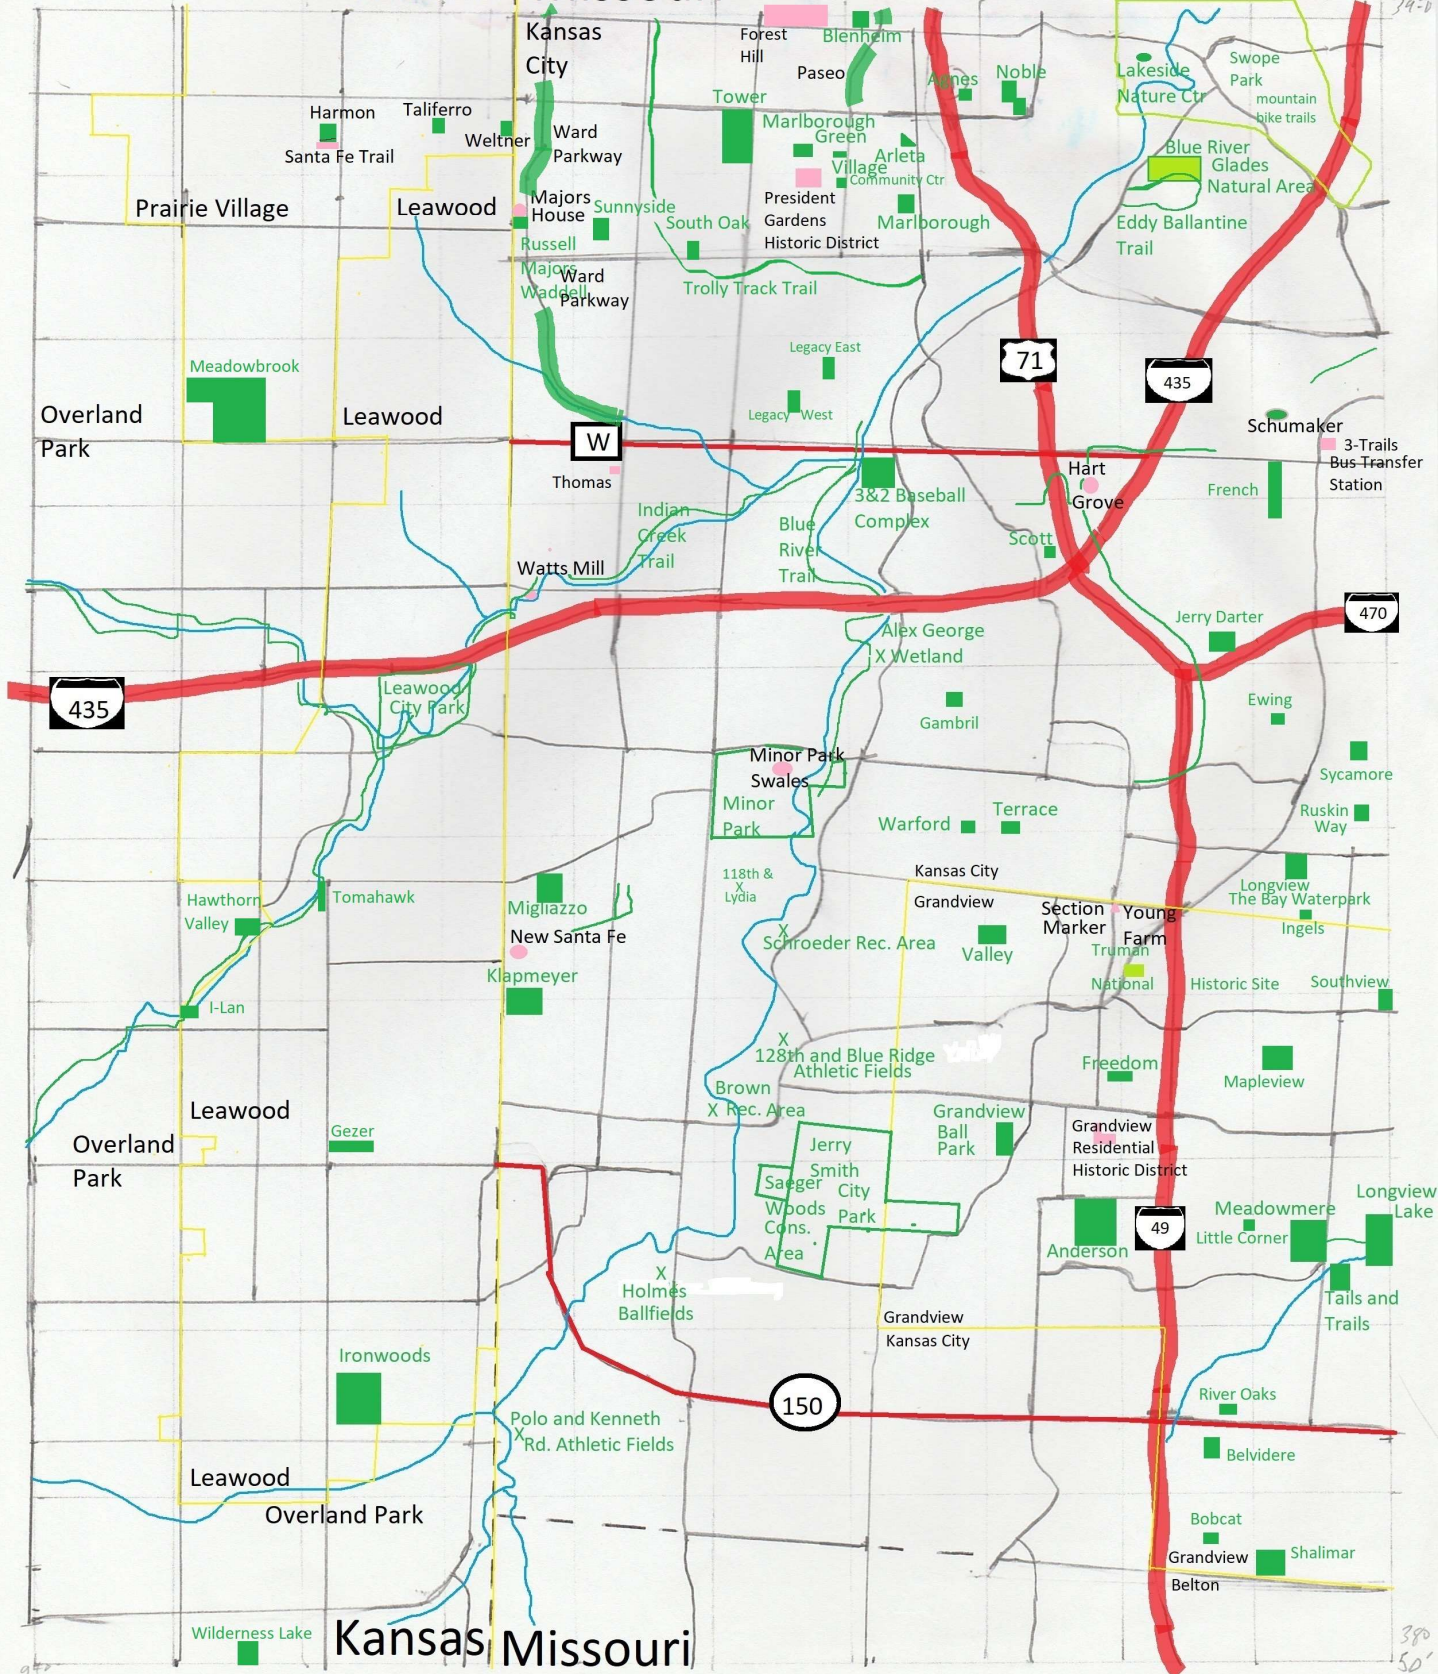 Kansas
City
Forest
Hill
Blenheim
Paseo
39-0
Agnes
Noble
Lakeside
Nature Ctr
Swope
Park
mountain
bike trails
Harmon
Taliferro
Weltner
Santa Fe Trail
Ward
Parkway
Tower
Marlborough
Green
Village
Arleta
Community Ctr
Blue River
Glades
Natural Area
Prairie Village
Leawood
Majors
House
Sunnyside
South Oak
President
Gardens
Historic District
Marlborough
Eddy Ballantine
Trail
Russell
Majors
Waddell
Ward
Parkway
Trolly Track Trail
Meadowbrook
Legacy East
71
435
Overland
Park
Leawood
Legacy West
Schumaker
W
Thomas
3-Trails
Bus Transfer
Station
Hart
Grove
French
3&2 Baseball
Complex
Indian
Creek
Trail
Blue
River
Trail
Scott
Watts Mill
470
Jerry Darter
Alex George
X Wetland
435
Leawood
City Park
Gambril
Ewing
Minor Park
Swales
Sycamore
Minor
Park
Warford
Terrace
Ruskin
Way
118th &
X
Lydia
Kansas City
Grandview
Longview
The Bay Waterpark
Hawthorn
Valley
Tomahawk
Migliazzo
New Santa Fe
Section
Marker
Young
Farm
Ingels
X
Schroeder Rec. Area
Valley
Truman
National
Historic Site
Southview
Klapmeyer
I-Lan
X
128th and Blue Ridge
Athletic Fields
Freedom
Mapleview
Brown
X Rec. Area
Leawood
Overland
Park
Gezer
Grandview
Ball
Park
Grandview
Residential
Historic District
Jerry
Smith
City
Park
Saeger
Woods
Cons.
Area
49
Anderson
Meadowmere
Little Corner
Longview
Lake
X
Holmes
Ballfields
Tails and
Trails
Grandview
Kansas City
Ironwoods
150
River Oaks
Polo and Kenneth
X Rd. Athletic Fields
Belvidere
Leawood
Overland Park
Bobcat
Grandview
Shalimar
Belton
Wilderness Lake
Kansas
Missouri
380
50'